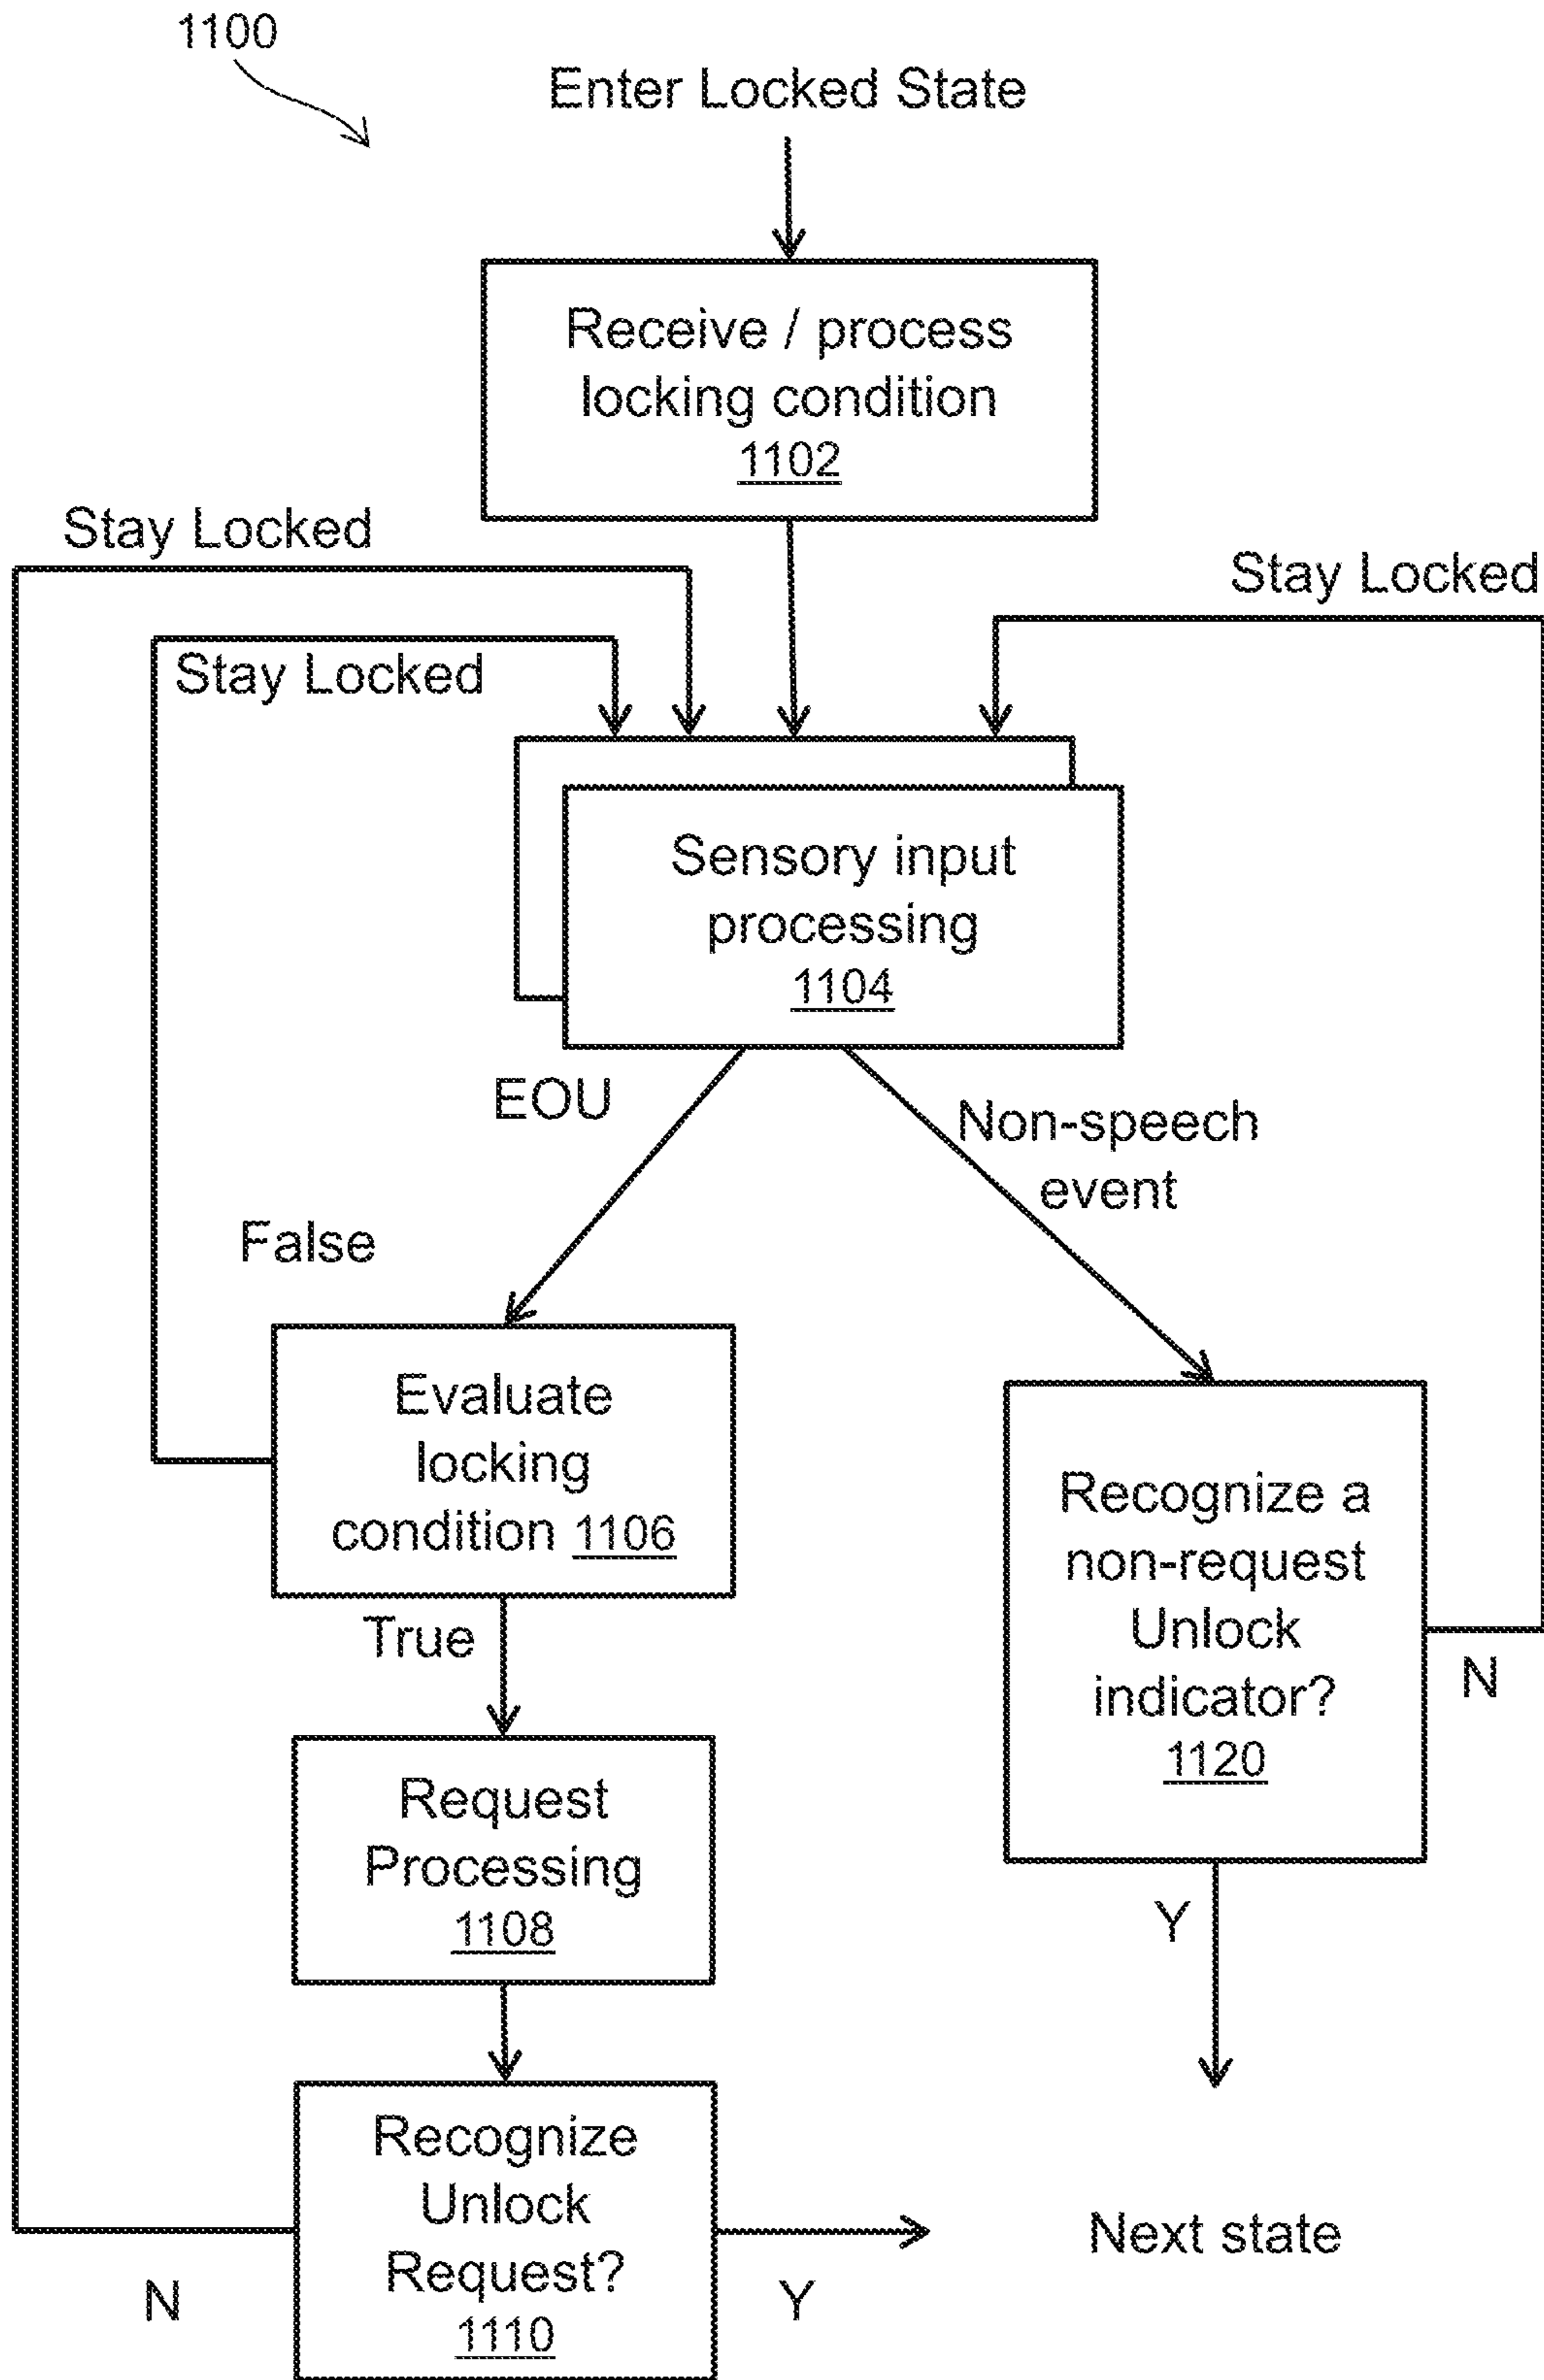 1100
Enter Locked State
Receive / process
locking condition
1102
Stay Locked
Stay Locked
Stay Locked
Sensory input
processing
1104
EOU
Non-speech
event
False
Evaluate
locking
condition 1106
Recognize a
non-request
Unlock
indicator?
1120
True
N
Request
Processing
1108
Y
Recognize
Unlock
Request?
1110
N
Y
Next state